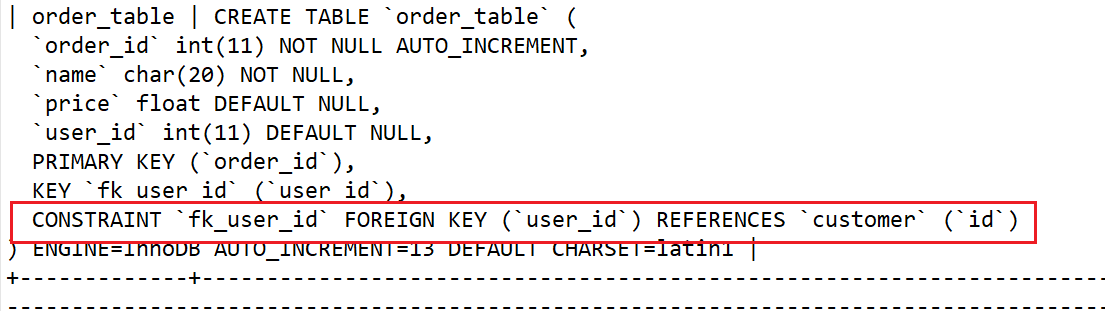 | order_table | CREATE TABLE `order_table` (
`order_id` int(11) NOT NULL AUTO_INCREMENT,
`name` char(20) NOT NULL,
`price` float DEFAULT NULL,
`user_id` int(11) DEFAULT NULL,
PRIMARY KEY (`order_id`),
KEY `fk_user_id` (`user_id`),
CONSTRAINT `fk_user_id` FOREIGN KEY (`user_id`) REFERENCES `customer` (`id`)
) ENGINE=InnoDB AUTO_INCREMENT=13 DEFAULT CHARSET=latin1 |